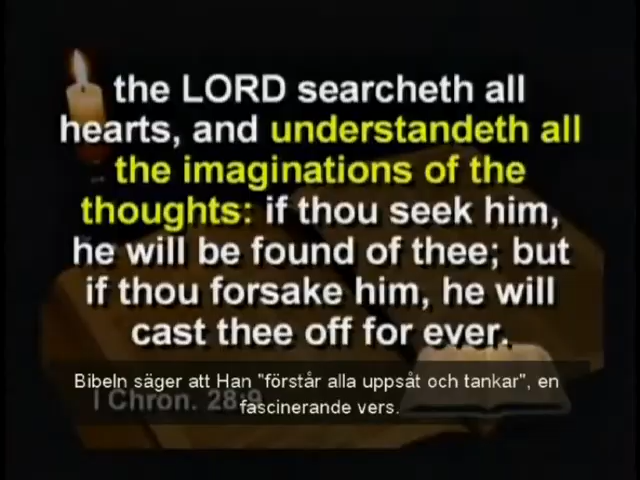 the LORD searcheth all
hearts, and understandeth all
the imaginations of the
thoughts: if thou seek him,
he will be found of thee; but
if thou forsake him, he will
cast thee off for ever.
Bibeln säger att Han "förstår alla uppsåt och tankar", en
fascinerande vers.
I Chron. 28:9